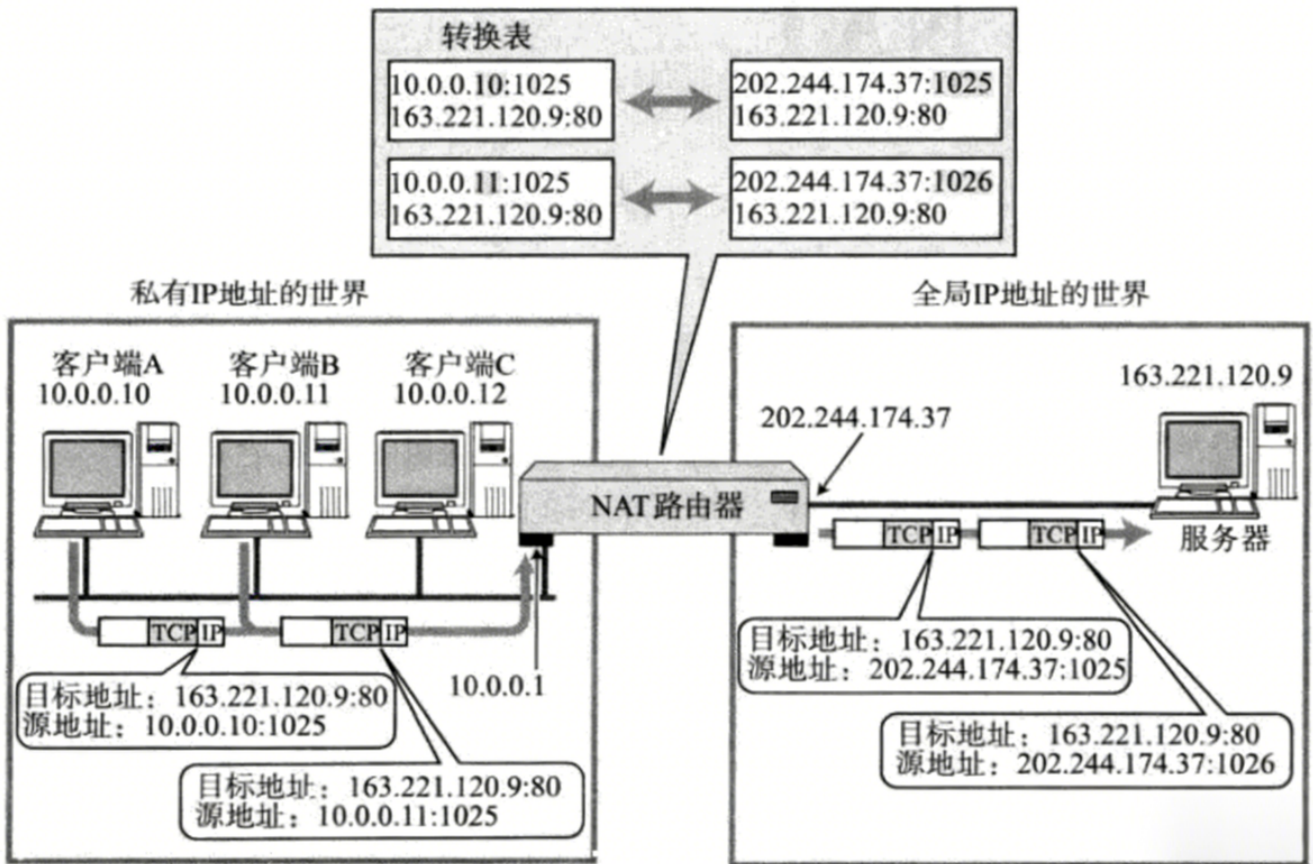 转换表
10.0.0.10:1025
163.221.120.9:80
202.244.174.37:1025
163.221.120.9:80
10.0.0.11:1025
163.221.120.9:80
202.244.174.37:1026
163.221.120.9:80
私有IP地址的世界
全局IP地址的世界
客户端A
10.0.0.10
客户端B
10.0.0.11
客户端C
10.0.0.12
NAT路由器
202.244.174.37
163.221.120.9
服务器
TCP IP
TCP IP
TCP IP
TCP IP
10.0.0.1
目标地址：163.221.120.9:80
源地址：10.0.0.10:1025
目标地址：163.221.120.9:80
源地址：10.0.0.11:1025
目标地址：163.221.120.9:80
源地址：202.244.174.37:1025
目标地址：163.221.120.9:80
源地址：202.244.174.37:1026